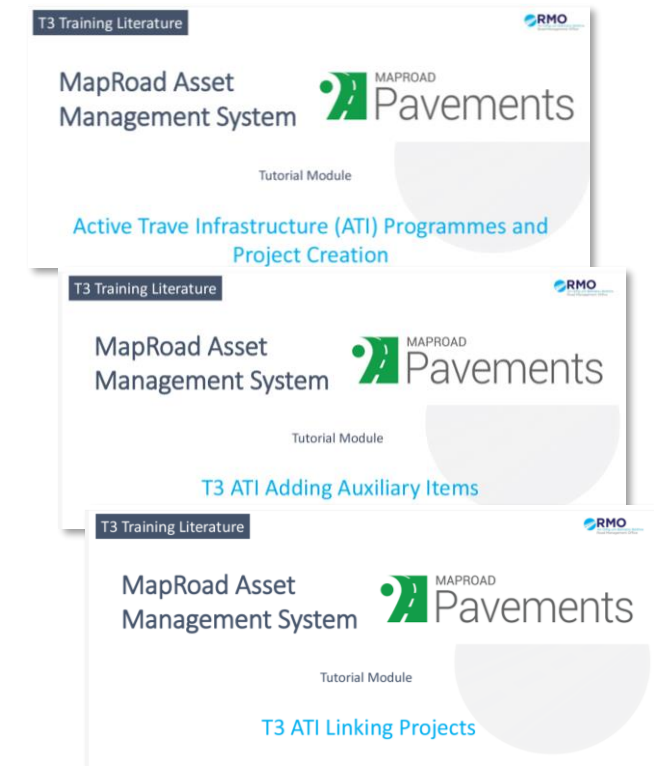 T3 Training Literature
RMO
MapRoad Asset
Management System
MAPROAD
Pavements
Tutorial Module
Active Trave Infrastructure (ATI) Programmes and
Project Creation
T3 Training Literature
RMO
MapRoad Asset
Management System
MAPROAD
Pavements
Tutorial Module
T3 ATI Adding Auxiliary Items
T3 Training Literature
RMO
MapRoad Asset
Management System
MAPROAD
Pavements
Tutorial Module
T3 ATI Linking Projects